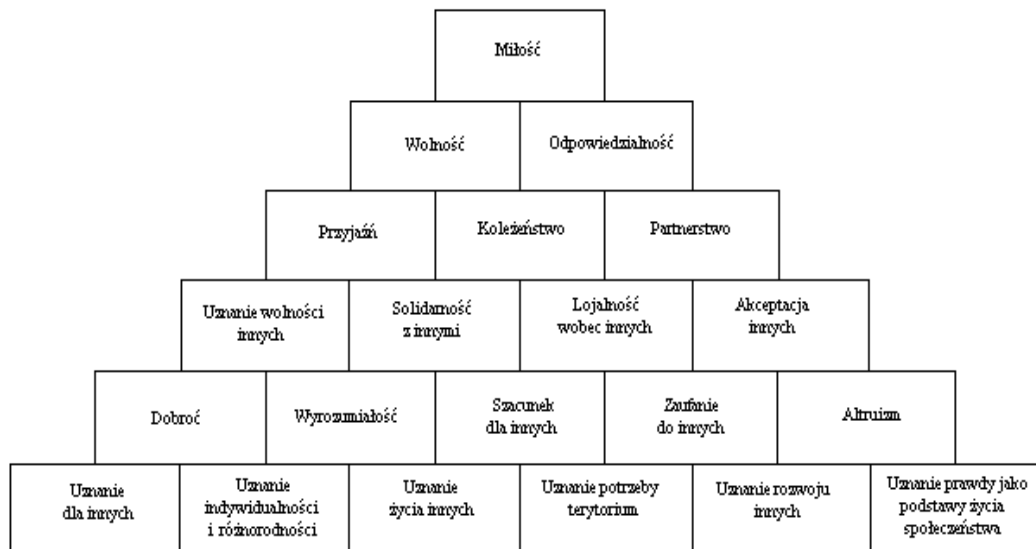 Miłość
Wolność
Odpowiedzialność
Przyjaźń
Koleżeństwo
Partnerstwo
Uznanie wolności
innych
Solidarność
z innymi
Lojalność
wobec innych
Akceptacja
innych
Dobroć
Wyrozumiałość
Szacunek
dla innych
Zaufanie
do innych
Altruizm
Uznanie
dla innych
Uznanie
indywidualności
i różnorodności
Uznanie
życia innych
Uznanie potrzeby
terytorium
Uznanie rozwoju
innych
Uznanie prawdy jako
podstawy życia
społeczeństwa